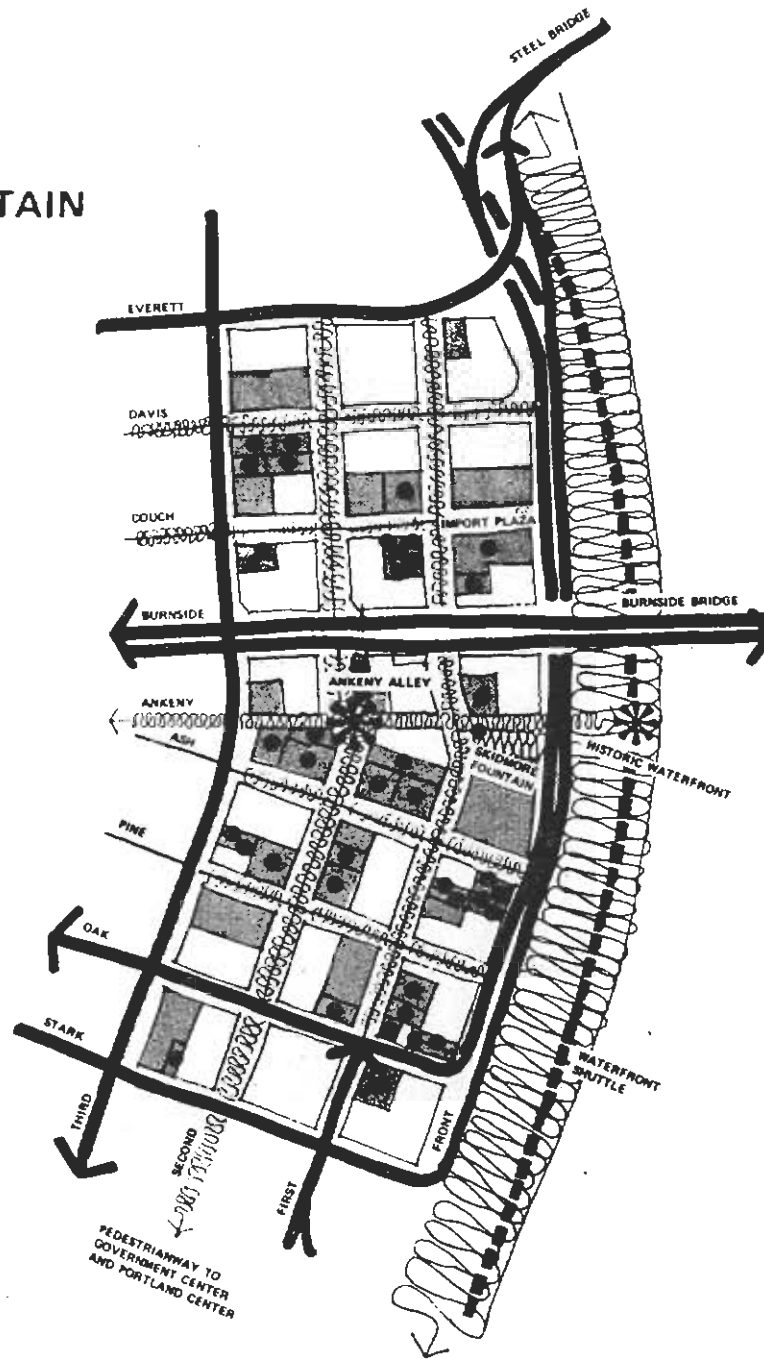 STEEL BRIDGE
TAIN
EVERETT
DAVIS
COUCH
IMPORT PLAZA
BURNSIDE
BURNSIDE BRIDGE
ANKENY ALLEY
ANKENY
ASH
SKIDMORE
FOUNTAIN
HISTORIC WATERFRONT
PINE
OAK
STARK
WATERFRONT
SHUTTLE
THIRD
SECOND
FIRST
FRONT
PEDESTRIANWAY TO
GOVERNMENT CENTER
AND PORTLAND CENTER